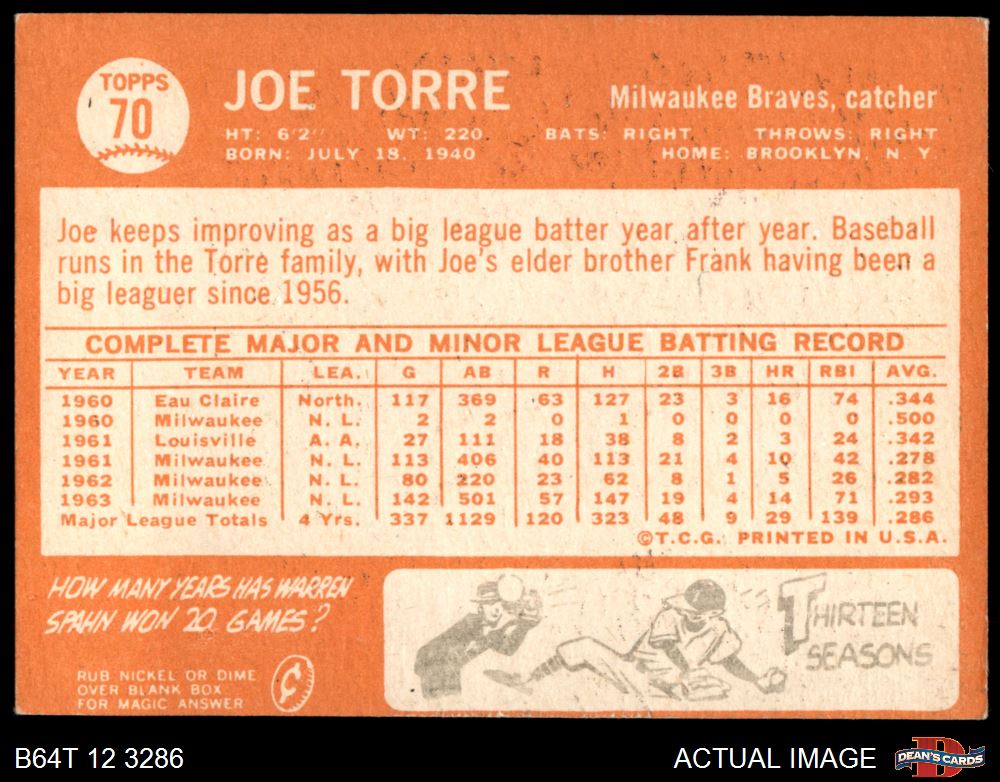 TOPPS
70
JOE TORRE
Milwaukee Braves, catcher
HT: 6'2" WT: 220. BATS: RIGHT THROWS: RIGHT
BORN: JULY 18, 1940 HOME: BROOKLYN, N. Y.
Joe keeps improving as a big league batter year after year. Baseball
runs in the Torre family, with Joe's elder brother Frank having been a
big leaguer since 1956.
COMPLETE MAJOR AND MINOR LEAGUE BATTING RECORD
YEAR TEAM LEA. G AB R H 2B 3B HR RBI AVG.
1960 Eau Claire North. 117 369 63 127 23 3 16 74 .344
1960 Milwaukee N. L. 2 2 0 1 0 0 0 0 .500
1961 Louisville A. A. 27 111 18 38 8 2 3 24 .342
1961 Milwaukee N. L. 113 406 40 113 21 4 10 42 .278
1962 Milwaukee N. L. 80 220 23 62 8 1 5 26 .282
1963 Milwaukee N. L. 142 501 57 147 19 4 14 71 .293
Major League Totals 4 Yrs. 337 1129 120 323 48 9 29 139 .286
©T.C.G. PRINTED IN U.S.A.
HOW MANY YEARS HAS WARREN
SPAHN WON 20 GAMES?
RUB NICKEL OR DIME
OVER BLANK BOX
FOR MAGIC ANSWER
¢
THIRTEEN
SEASONS
B64T 12 3286
ACTUAL IMAGE
DEAN'S CARDS